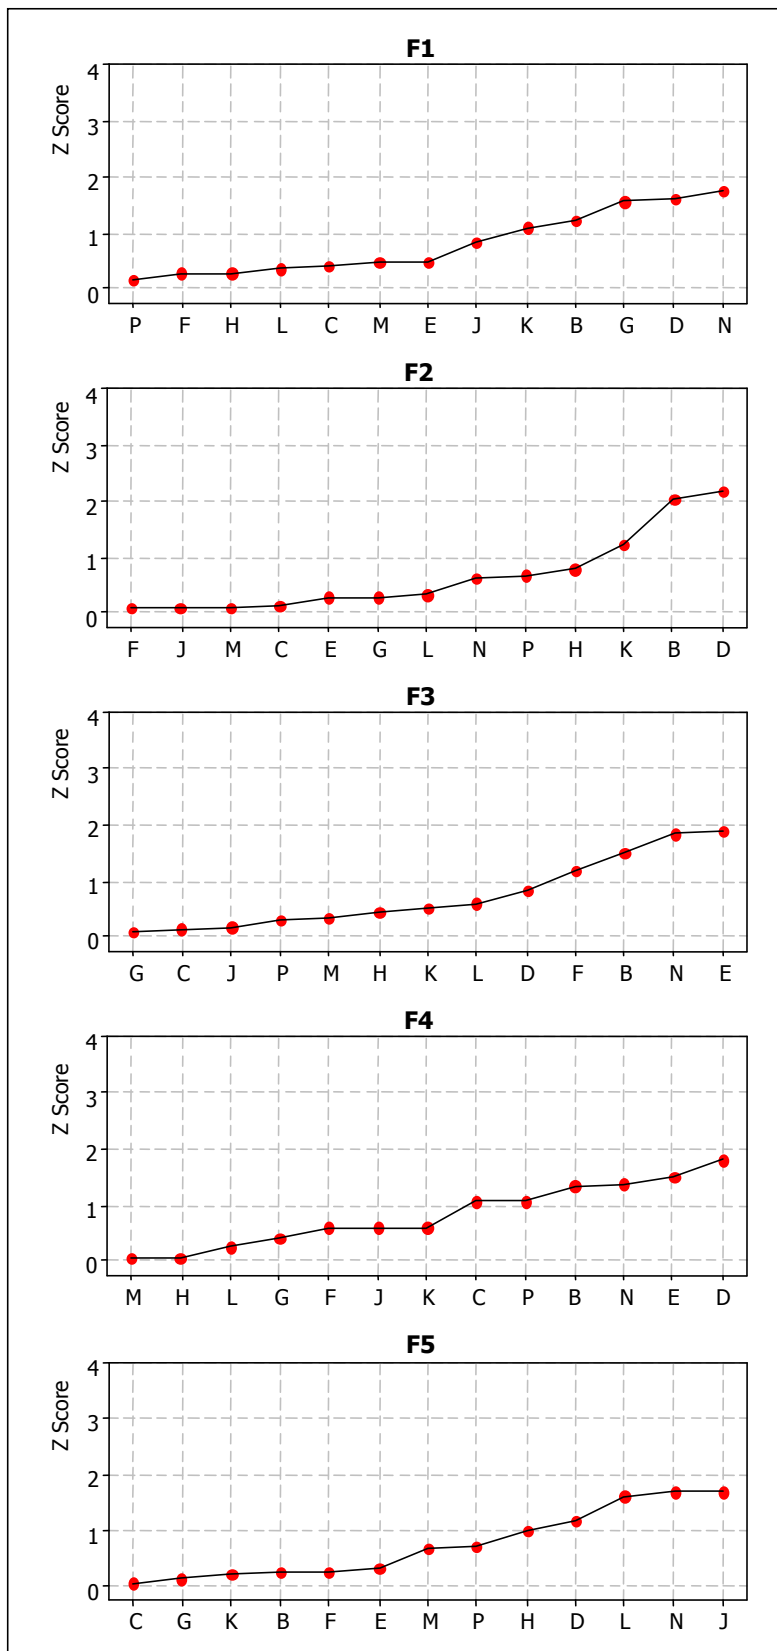 F1
4
3
2
1
0
Z Score
P F H L C M E J K B G D N
F2
4
3
2
1
0
Z Score
F J M C E G L N P H K B D
F3
4
3
2
1
0
Z Score
G C J P M H K L D F B N E
F4
4
3
2
1
0
Z Score
M H L G F J K C P B N E D
F5
4
3
2
1
0
Z Score
C G K B F E M P H D L N J